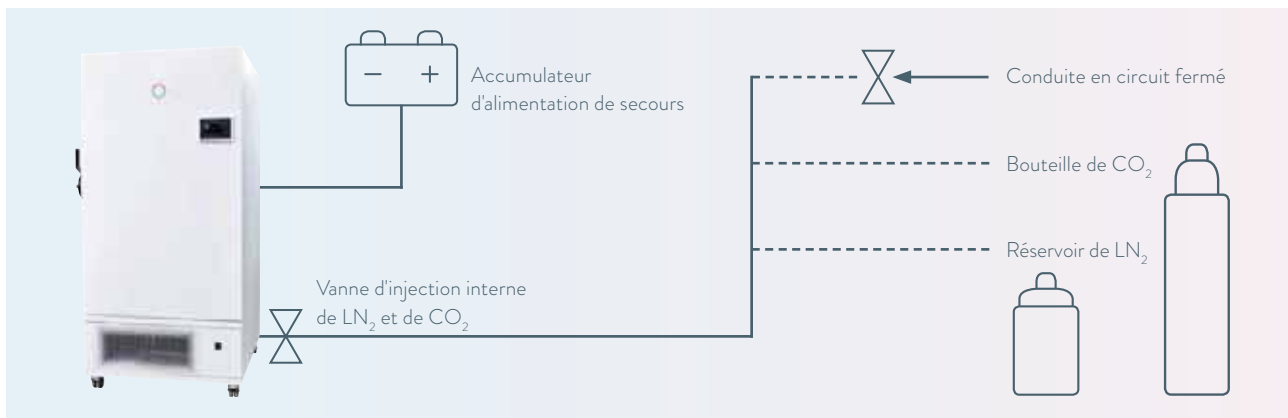 − +
Accumulateur
d'alimentation de secours
Conduite en circuit fermé
Bouteille de CO₂
Réservoir de LN₂
Vanne d'injection interne
de LN₂ et de CO₂